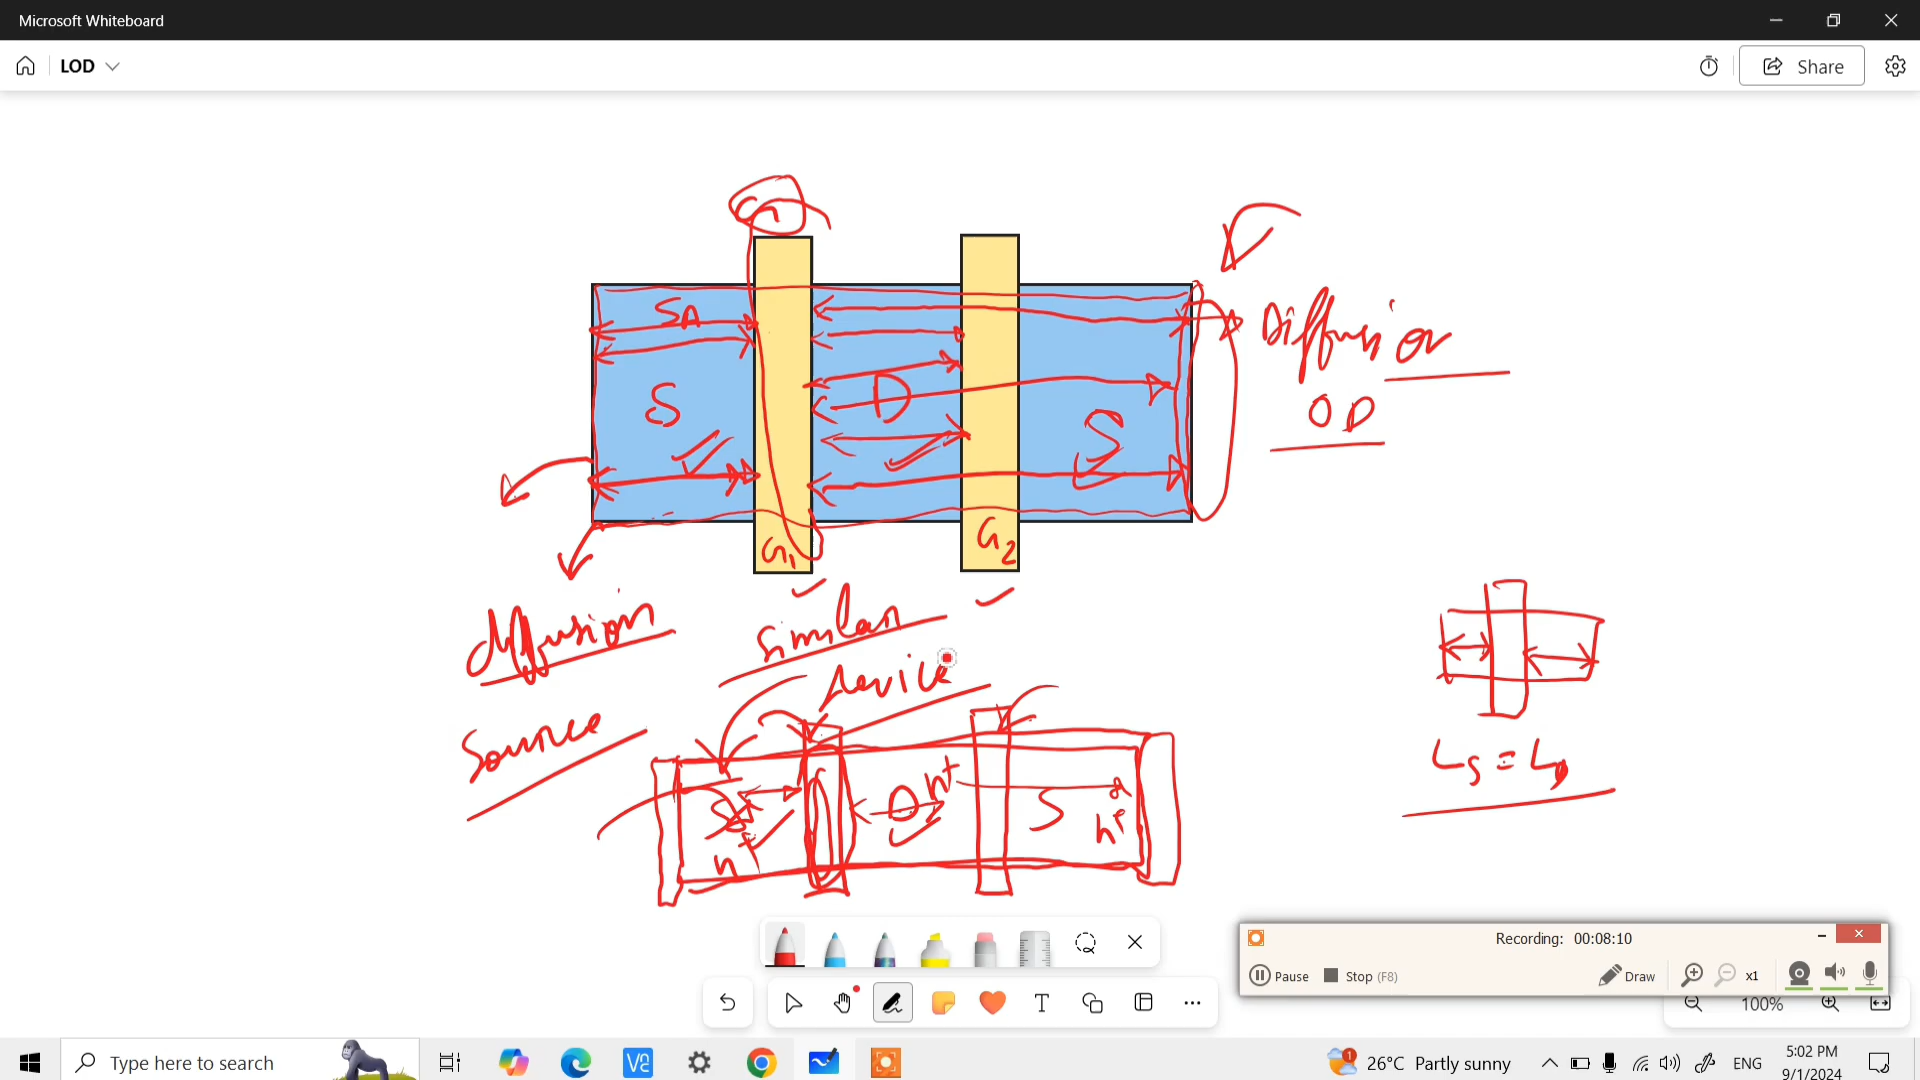 Microsoft Whiteboard
LOD
Share
G
SA
S
D
S
G1
G2
Diffusion
OD
diffusion
source
similar
device
D
S
n+
n+
LS = LD
Recording: 00:08:10
Pause
Stop (F8)
Draw
x1
T
100%
Type here to search
1
26°C Partly sunny
ENG
5:02 PM
9/1/2024